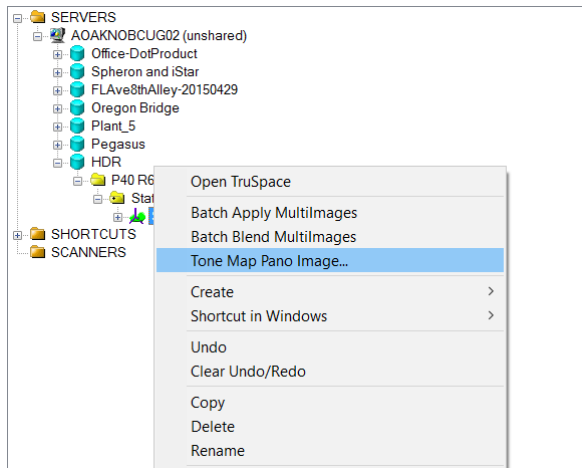 SERVERS
AOAKNOBCUG02 (unshared)
Office-DotProduct
Spheron and iStar
FLAve8thAlley-20150429
Oregon Bridge
Plant_5
Pegasus
HDR
P40 R6
Stat
SHORTCUTS
SCANNERS
Open TruSpace
Batch Apply MultiImages
Batch Blend MultiImages
Tone Map Pano Image...
Create
Shortcut in Windows
Undo
Clear Undo/Redo
Copy
Delete
Rename